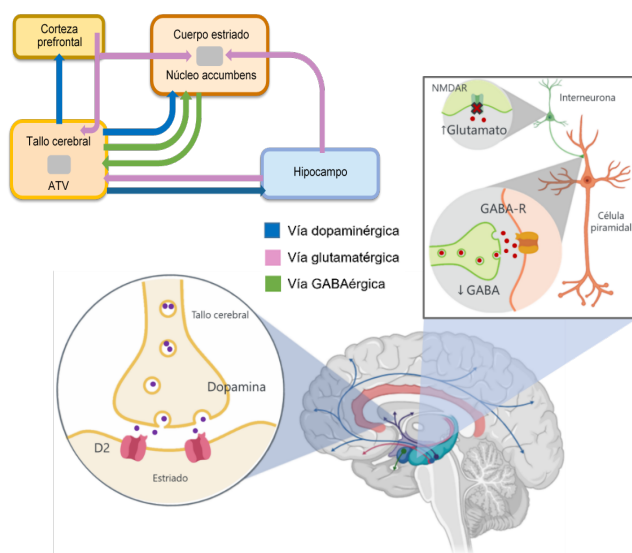 Corteza
prefrontal
Cuerpo estriado
Núcleo accumbens
Tallo cerebral
ATV
Hipocampo
Vía dopaminérgica
Vía glutamatérgica
Vía GABAérgica
NMDAR
↑Glutamato
Interneurona
GABA-R
↓ GABA
Célula
piramidal
Tallo cerebral
Dopamina
D2
Estriado